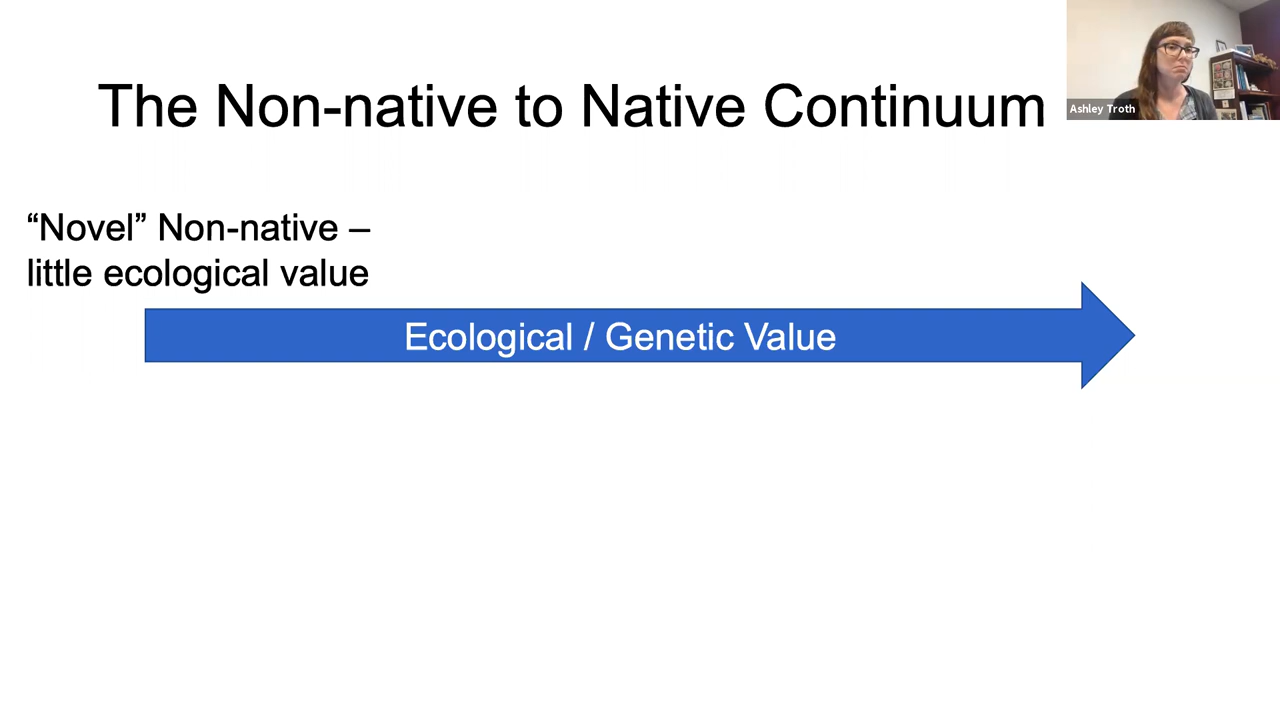 The Non-native to Native Continuum
Ashley Troth
“Novel” Non-native –
little ecological value
Ecological / Genetic Value